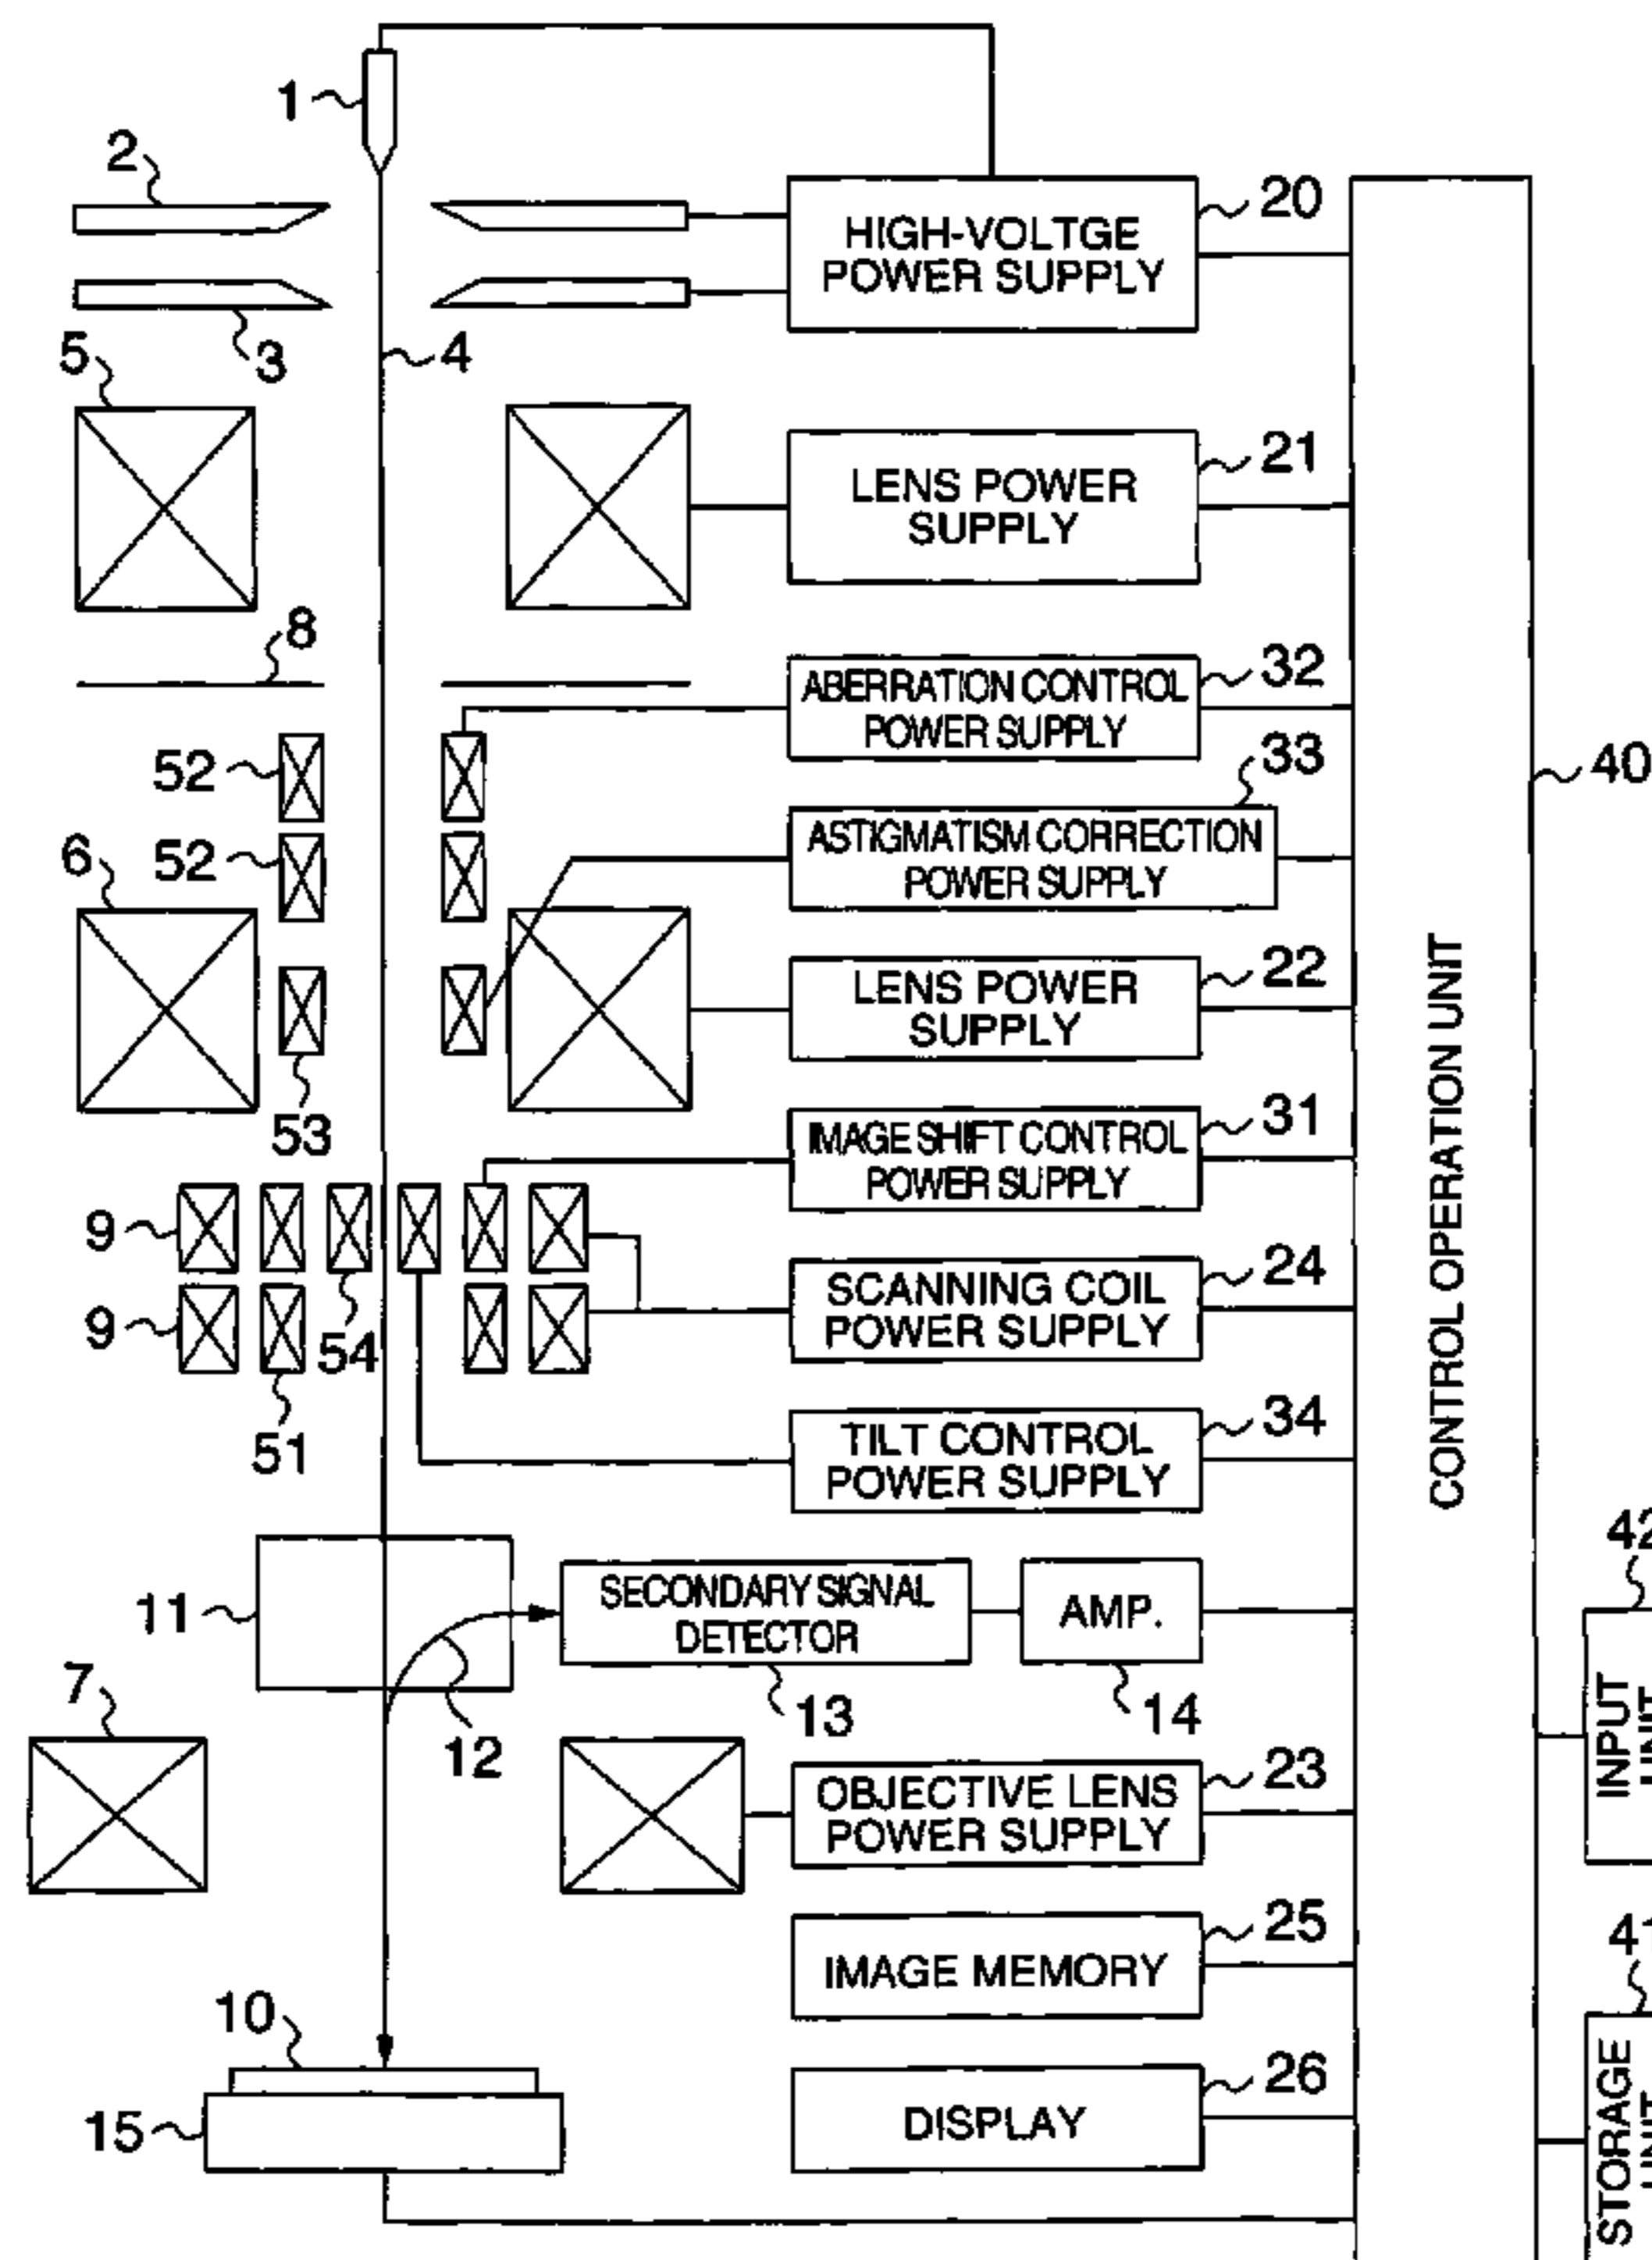 1
2
20
HIGH-VOLTGE
POWER SUPPLY
3
4
5
21
LENS POWER
SUPPLY
8
32
ABERRATION CONTROL
POWER SUPPLY
33
52
40
ASTIGMATISM CORRECTION
POWER SUPPLY
6
52
22
LENS POWER
SUPPLY
CONTROL OPERATION UNIT
53
31
IMAGE SHIFT CONTROL
POWER SUPPLY
9
24
SCANNING COIL
POWER SUPPLY
9
54
51
34
TILT CONTROL
POWER SUPPLY
42
11
SECONDARY SIGNAL
DETECTOR
AMP.
7
12
13
14
INPUT
UNIT
23
OBJECTIVE LENS
POWER SUPPLY
25
IMAGE MEMORY
41
10
26
DISPLAY
15
STORAGE
UNIT